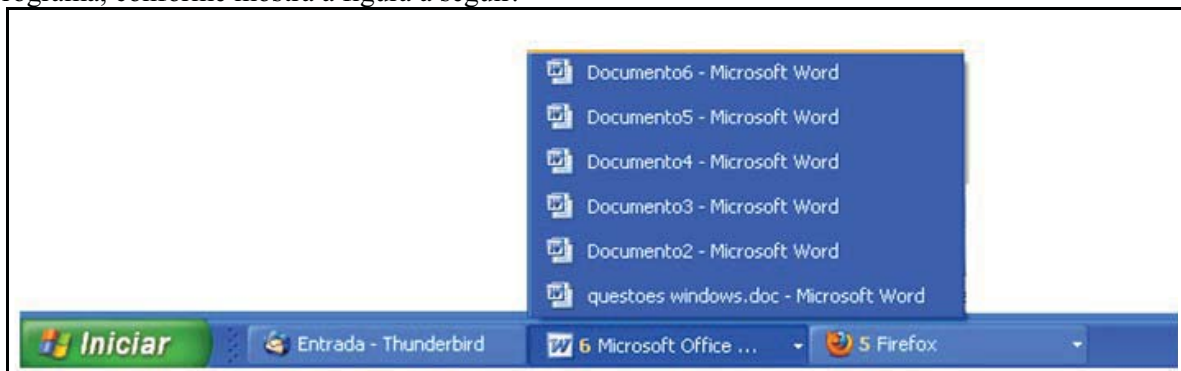 rograma, conforme mostra a figura a seguir:
Documento6 - Microsoft Word
Documento5 - Microsoft Word
Documento4 - Microsoft Word
Documento3 - Microsoft Word
Documento2 - Microsoft Word
questoes windows.doc - Microsoft Word
Iniciar Entrada - Thunderbird 6 Microsoft Office ... 5 Firefox